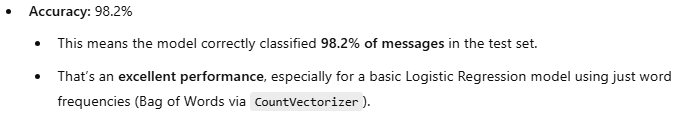 • Accuracy: 98.2%
• This means the model correctly classified 98.2% of messages in the test set.
• That's an excellent performance, especially for a basic Logistic Regression model using just word
frequencies (Bag of Words via CountVectorizer).